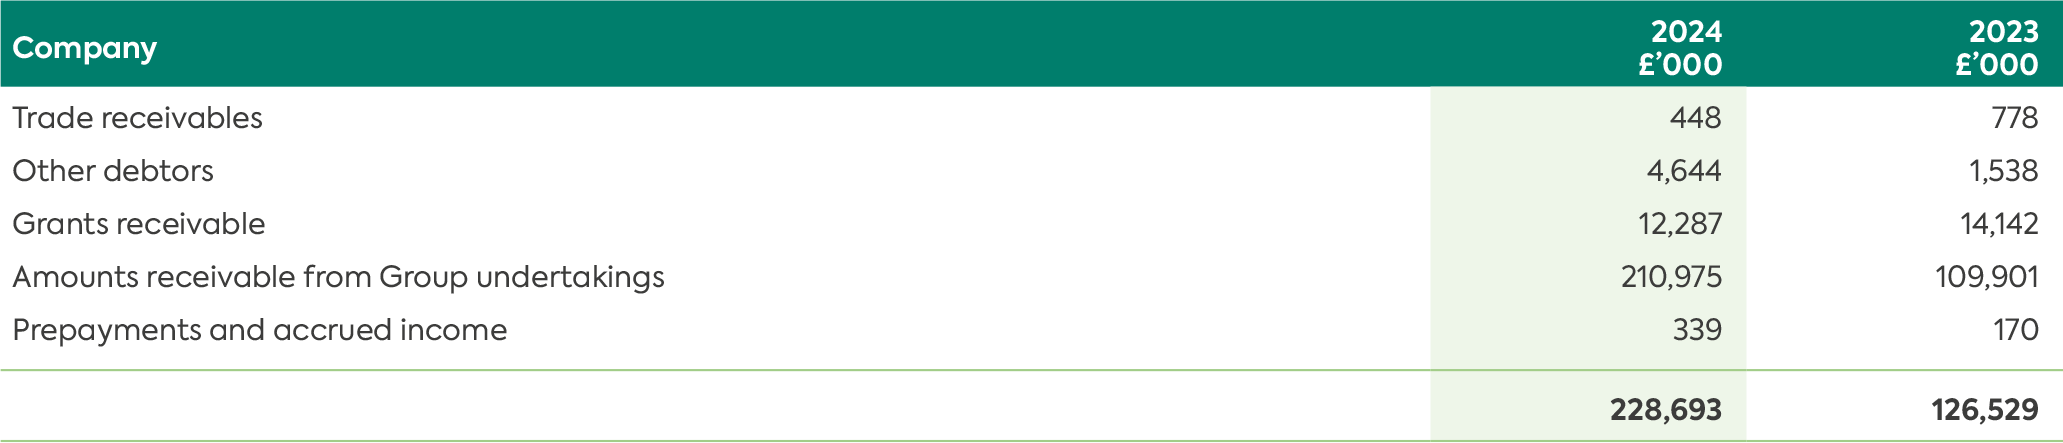 Company 2024 2023
£’000 £’000
Trade receivables 448 778
Other debtors 4,644 1,538
Grants receivable 12,287 14,142
Amounts receivable from Group undertakings 210,975 109,901
Prepayments and accrued income 339 170
228,693 126,529